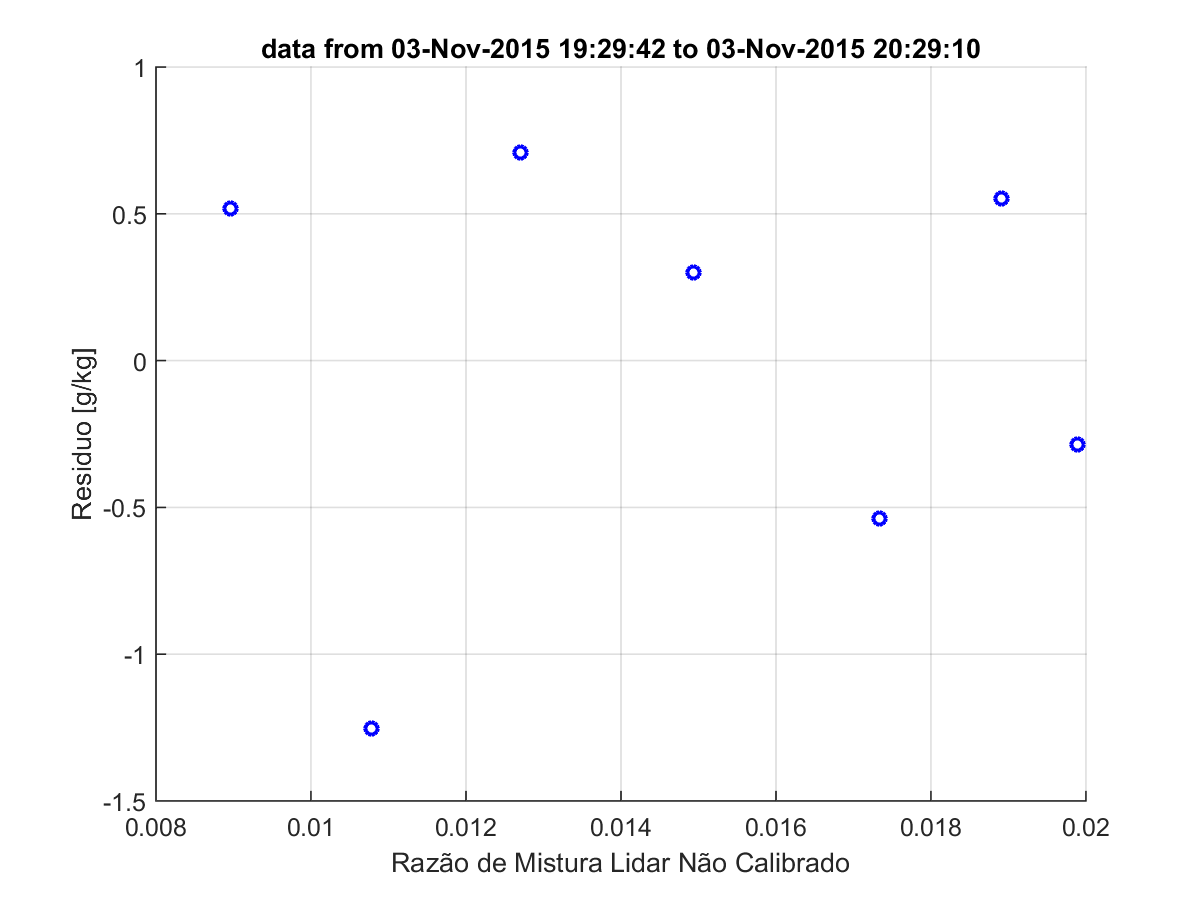 data from 03-Nov-2015 19:29:42 to 03-Nov-2015 20:29:10
1
0.5
0
-0.5
-1
-1.5
Residuo [g/kg]
0.008 0.01 0.012 0.014 0.016 0.018 0.02
Razão de Mistura Lidar Não Calibrado